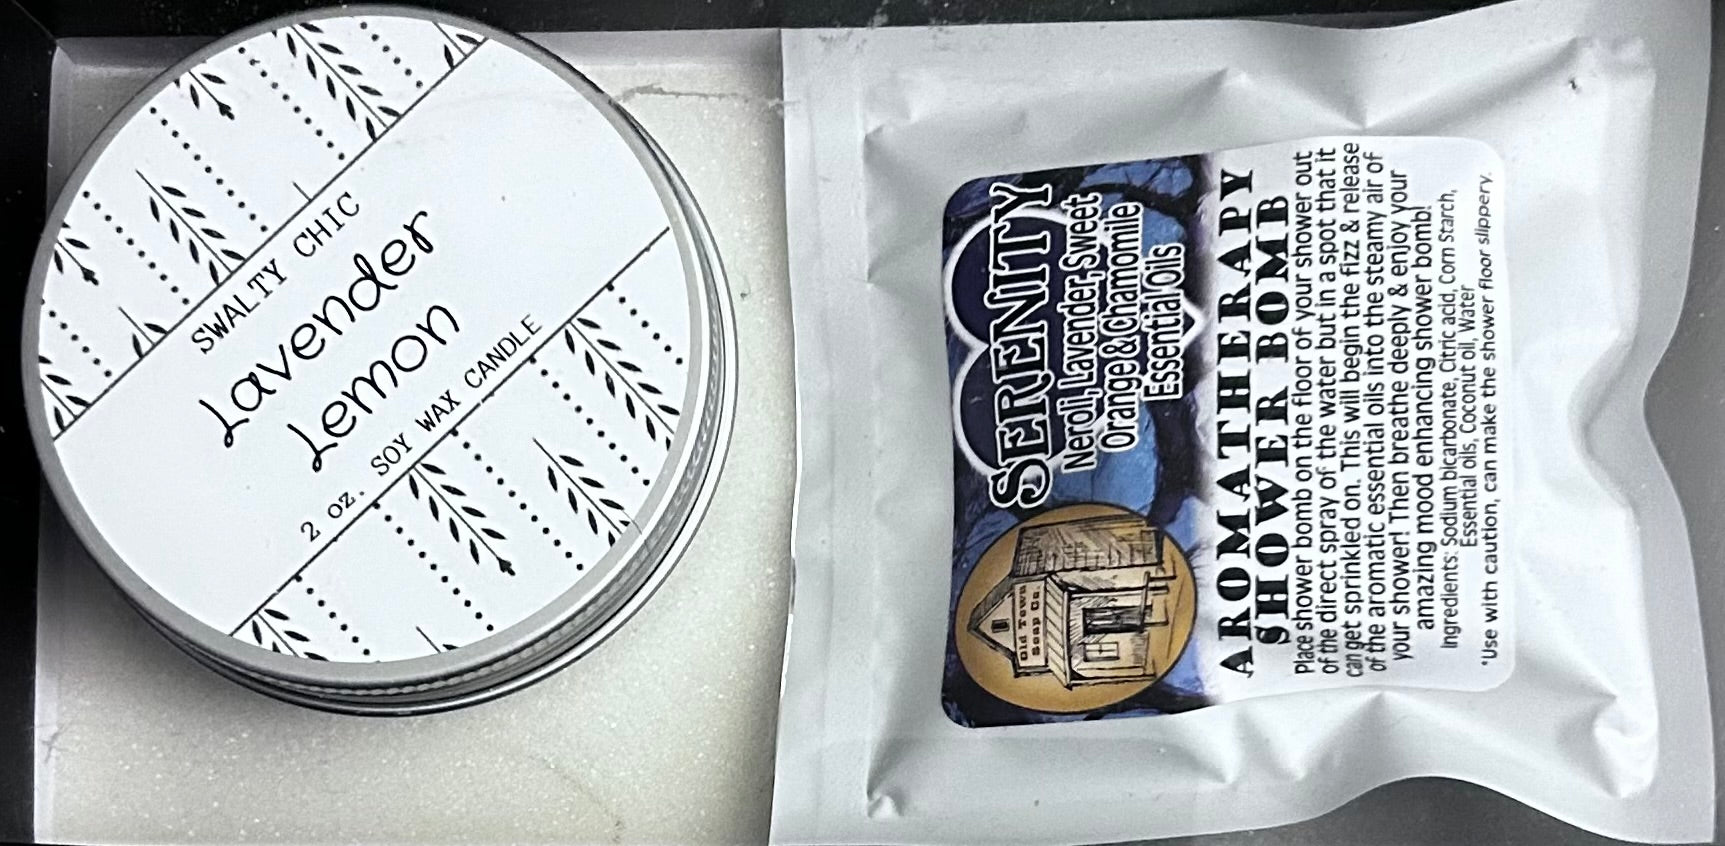 SWALTY CHIC
Lavender
Lemon
2 oz. SOY WAX CANDLE
Old Town
Soap Co.
SERENITY
Neroli, Lavender, Sweet
Orange & Chamomile
Essential Oils
AROMATHERAPY
SHOWER BOMB
Place shower bomb on the floor of your shower out
of the direct spray of the water but in a spot that it
can get sprinkled on. This will begin the fizz & release
of the aromatic essential oils into the steamy air of
your shower! Then breathe deeply & enjoy your
amazing mood enhancing shower bomb!
Ingredients: Sodium bicarbonate, Citric acid, Corn Starch,
Essential oils, Coconut oil, Water
*Use with caution, can make the shower floor slippery.